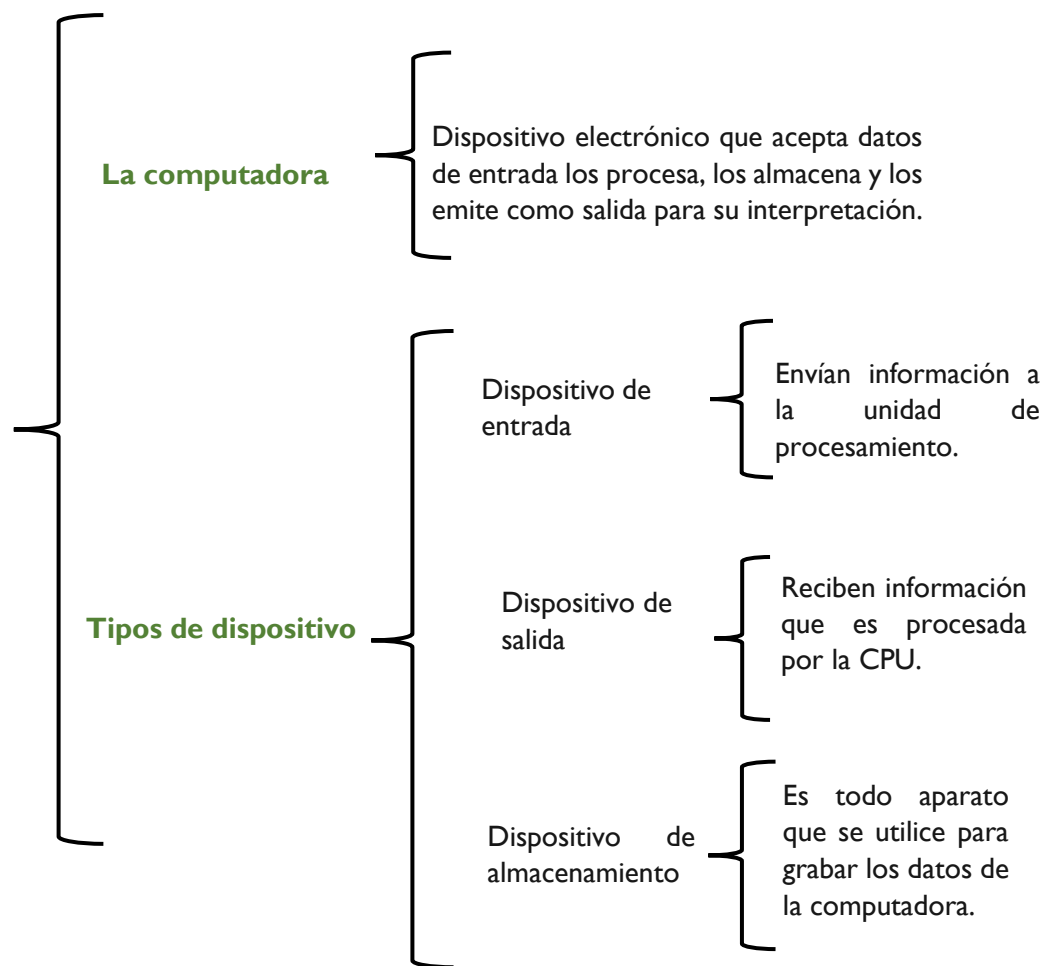 La computadora
Dispositivo electrónico que acepta datos
de entrada los procesa, los almacena y los
emite como salida para su interpretación.
Tipos de dispositivo
Dispositivo de
entrada
Envían información a
la unidad de
procesamiento.
Dispositivo de
salida
Reciben información
que es procesada
por la CPU.
Dispositivo de
almacenamiento
Es todo aparato
que se utilice para
grabar los datos de
la computadora.